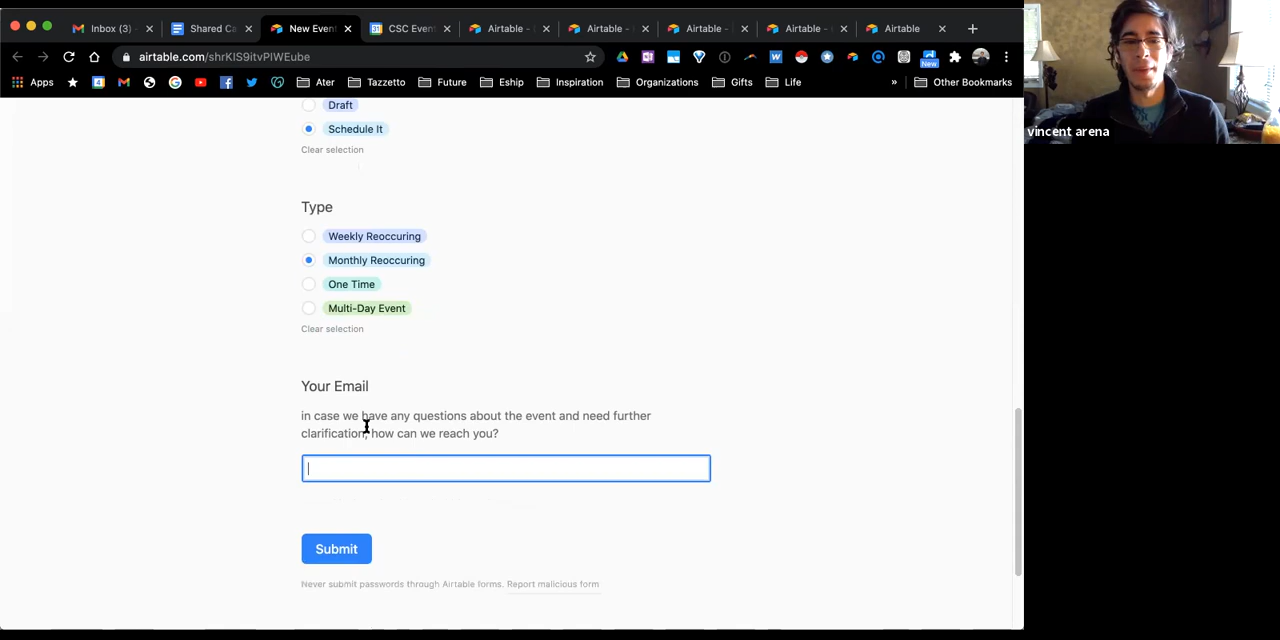 Inbox (3)
Shared Ca
New Event
CSC Even
Airtable -
Airtable -
Airtable -
Airtable -
Airtable
airtable.com/shrKIS9itvPlWEube
New
Apps
Ater
Tazzetto
Future
Eship
Inspiration
Organizations
Gifts
Life
»
Other Bookmarks
vincent arena
Draft
Schedule It
Clear selection
Type
Weekly Reoccuring
Monthly Reoccuring
One Time
Multi-Day Event
Clear selection
Your Email
in case we have any questions about the event and need further
clarification, how can we reach you?
Submit
Never submit passwords through Airtable forms. Report malicious form